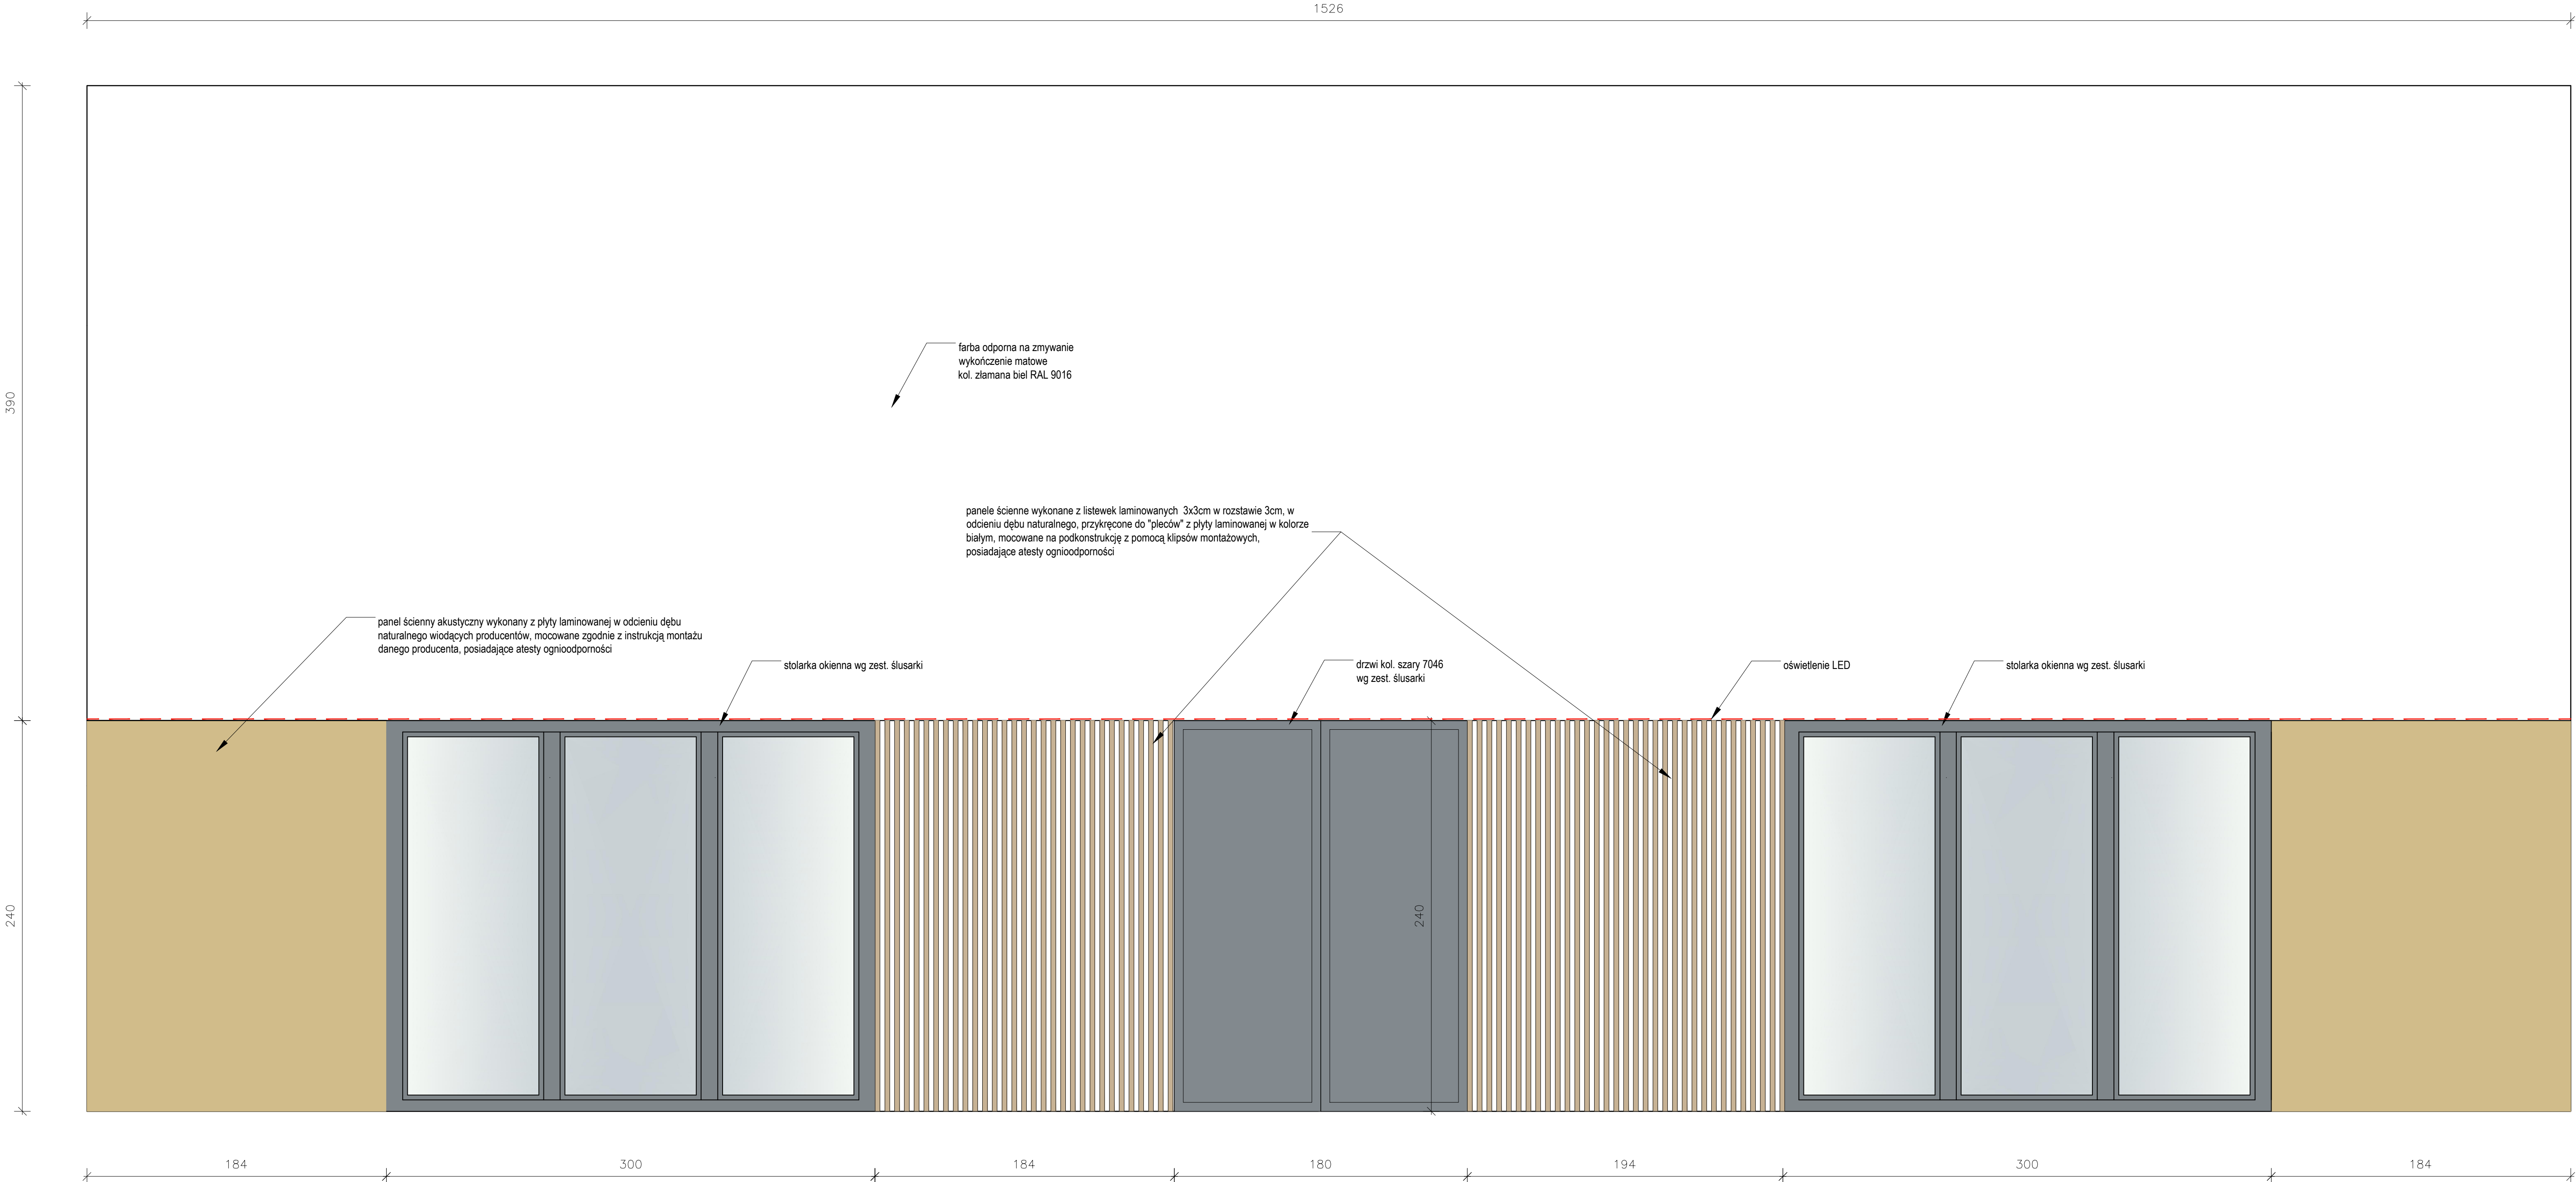 1526
390
farba odporna na zmywanie
wykończenie matowe
kol. złamana biel RAL 9016
panele ścienne wykonane z listewek laminowanych 3x3cm w rozstawie 3cm, w
odcieniu dębu naturalnego, przykręcone do "pleców" z płyty laminowanej w kolorze
białym, mocowane na podkonstrukcję z pomocą klipsów montażowych,
posiadające atesty ognioodporności
panel ścienny akustyczny wykonany z płyty laminowanej w odcieniu dębu
naturalnego wiodących producentów, mocowane zgodnie z instrukcją montażu
danego producenta, posiadające atesty ognioodporności
stolarka okienna wg zest. ślusarki
drzwi kol. szary 7046
wg zest. ślusarki
oświetlenie LED
stolarka okienna wg zest. ślusarki
240
240
184
300
184
180
194
300
184